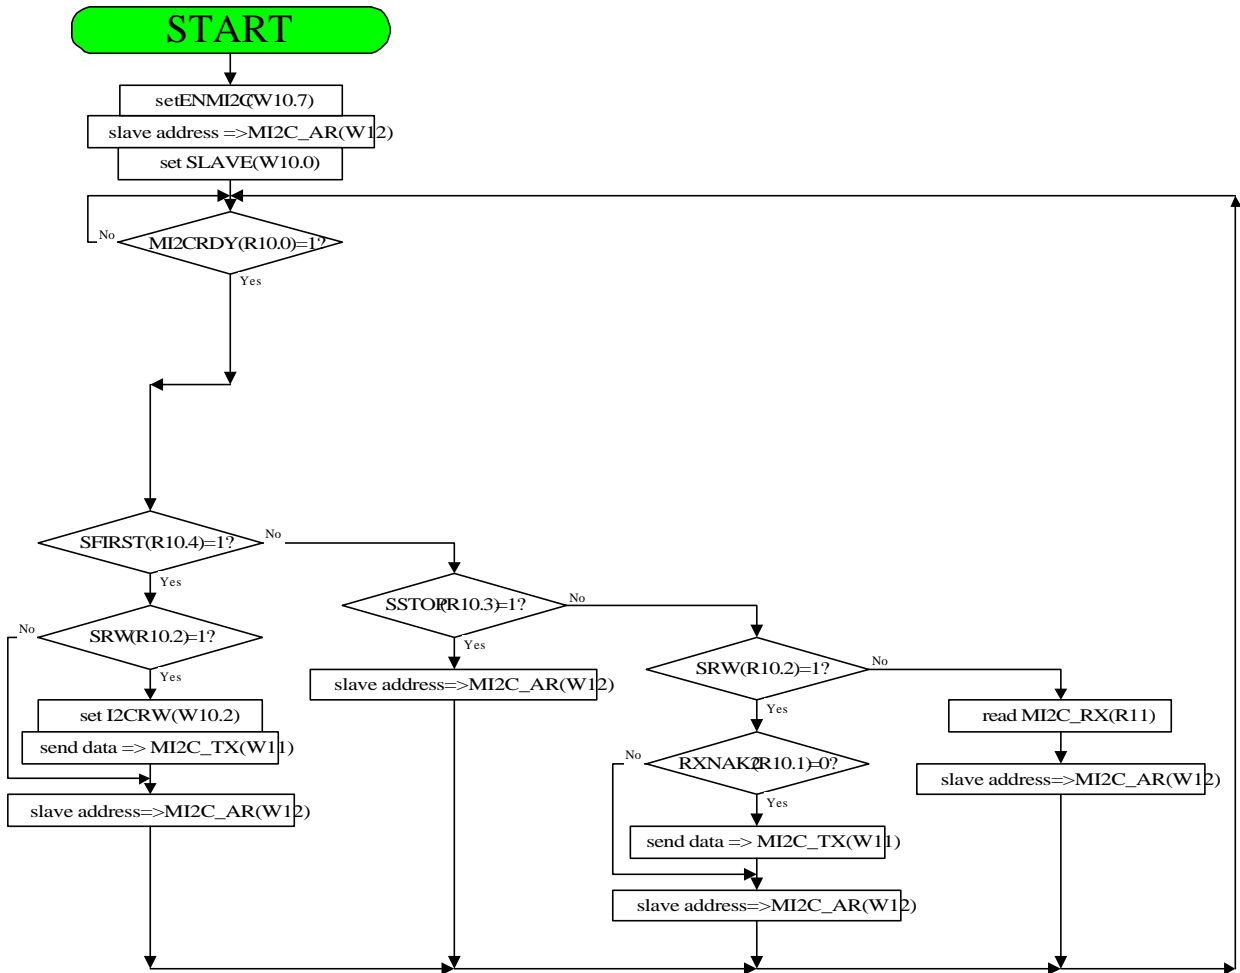 START
setENMI2C(W10.7)
slave address =>MI2C_AR(W12)
set SLAVE(W10.0)
No
MI2CRDY(R10.0)=1?
Yes
SFIRST(R10.4)=1?
No
Yes
SSTOP(R10.3)=1?
No
No
SRW(R10.2)=1?
Yes
Yes
SRW(R10.2)=1?
No
slave address=>MI2C_AR(W12)
set I2CRW(W10.2)
Yes
read MI2C_RX(R11)
send data => MI2C_TX(W11)
No
RXNAK2(R10.1)=0?
slave address=>MI2C_AR(W12)
Yes
slave address=>MI2C_AR(W12)
send data => MI2C_TX(W11)
slave address=>MI2C_AR(W12)